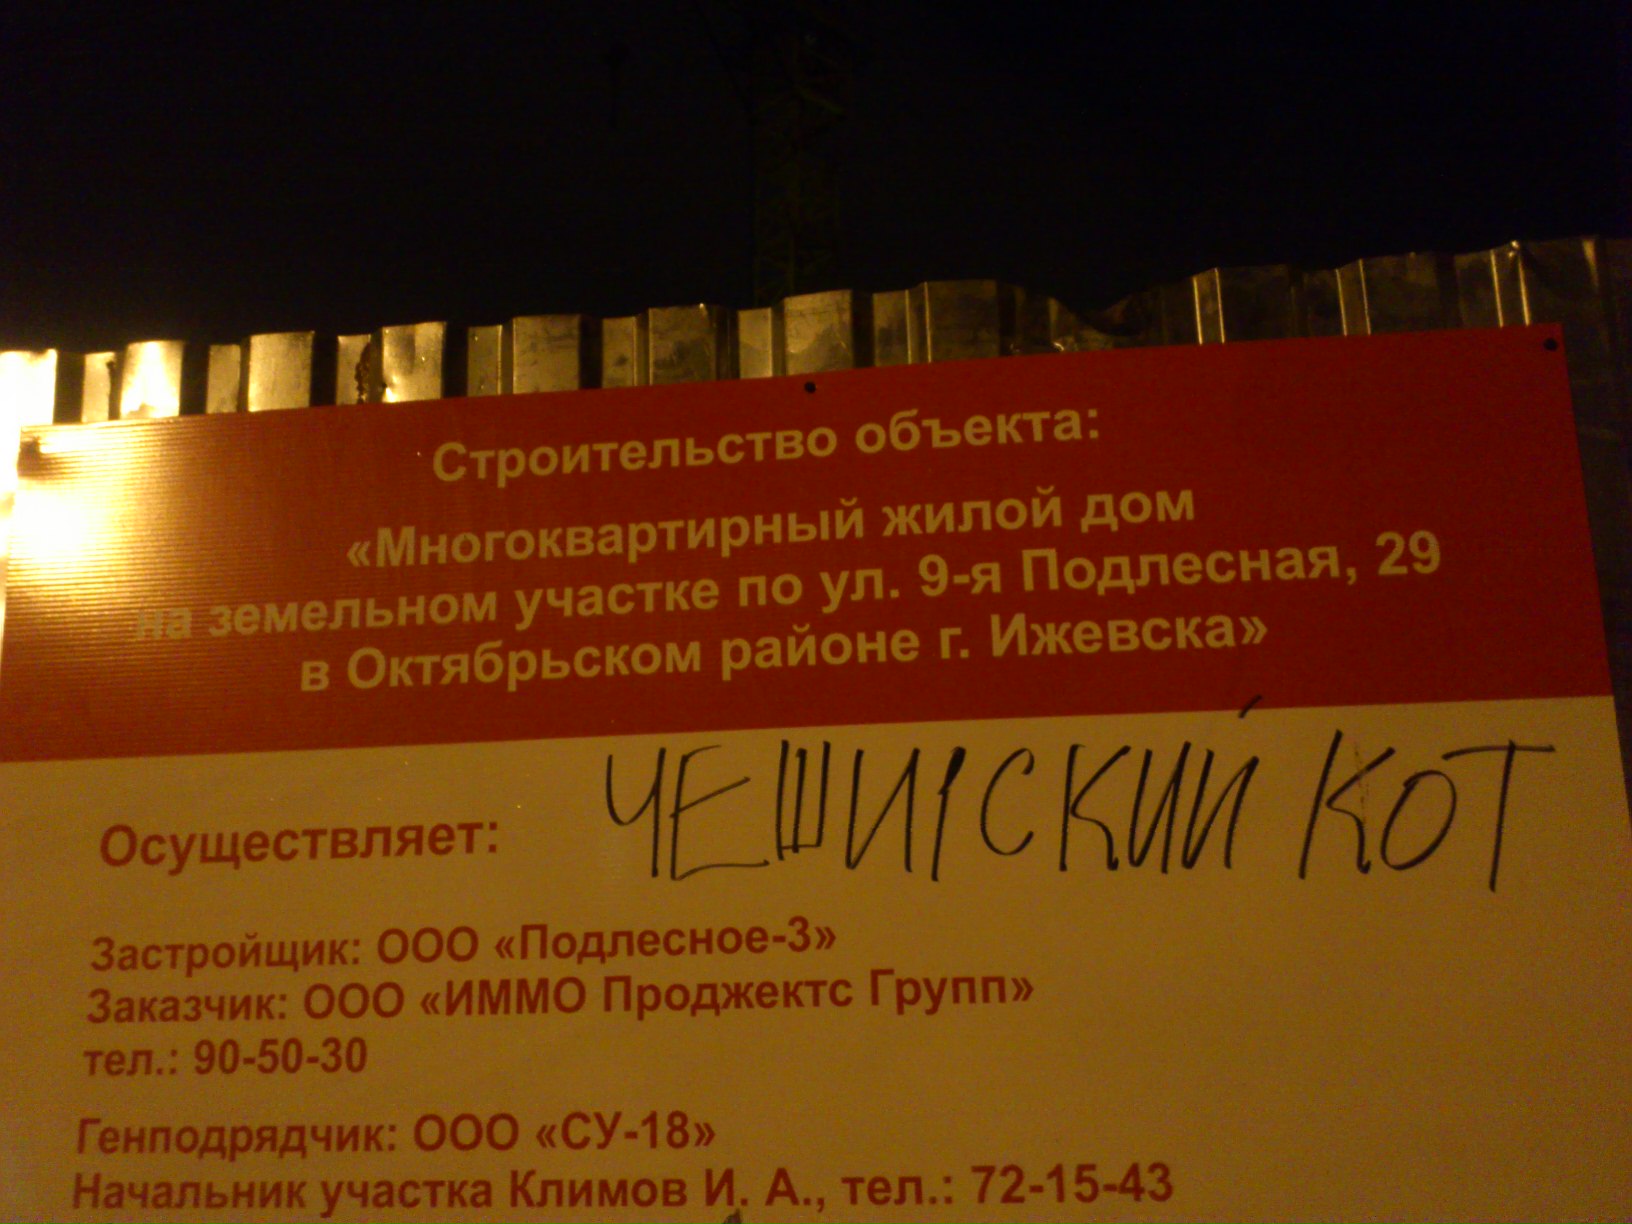 Строительство объекта:
«Многоквартирный жилой дом
на земельном участке по ул. 9-я Подлесная, 29
в Октябрьском районе г. Ижевска»
Осуществляет: ЧЕШИРСКИЙ КОТ
Застройщик: ООО «Подлесное-3»
Заказчик: ООО «ИММО Проджектс Групп»
тел.: 90-50-30
Генподрядчик: ООО «СУ-18»
Начальник участка Климов И. А., тел.: 72-15-43